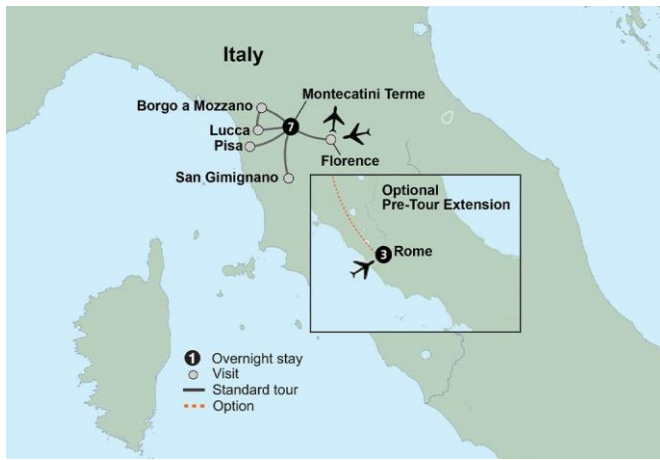 Italy
Montecatini Terme
Borgo a Mozzano
7
Lucca
Pisa
Florence
San Gimignano
Optional
Pre-Tour Extension
3 Rome
1 Overnight stay
Visit
Standard tour
Option